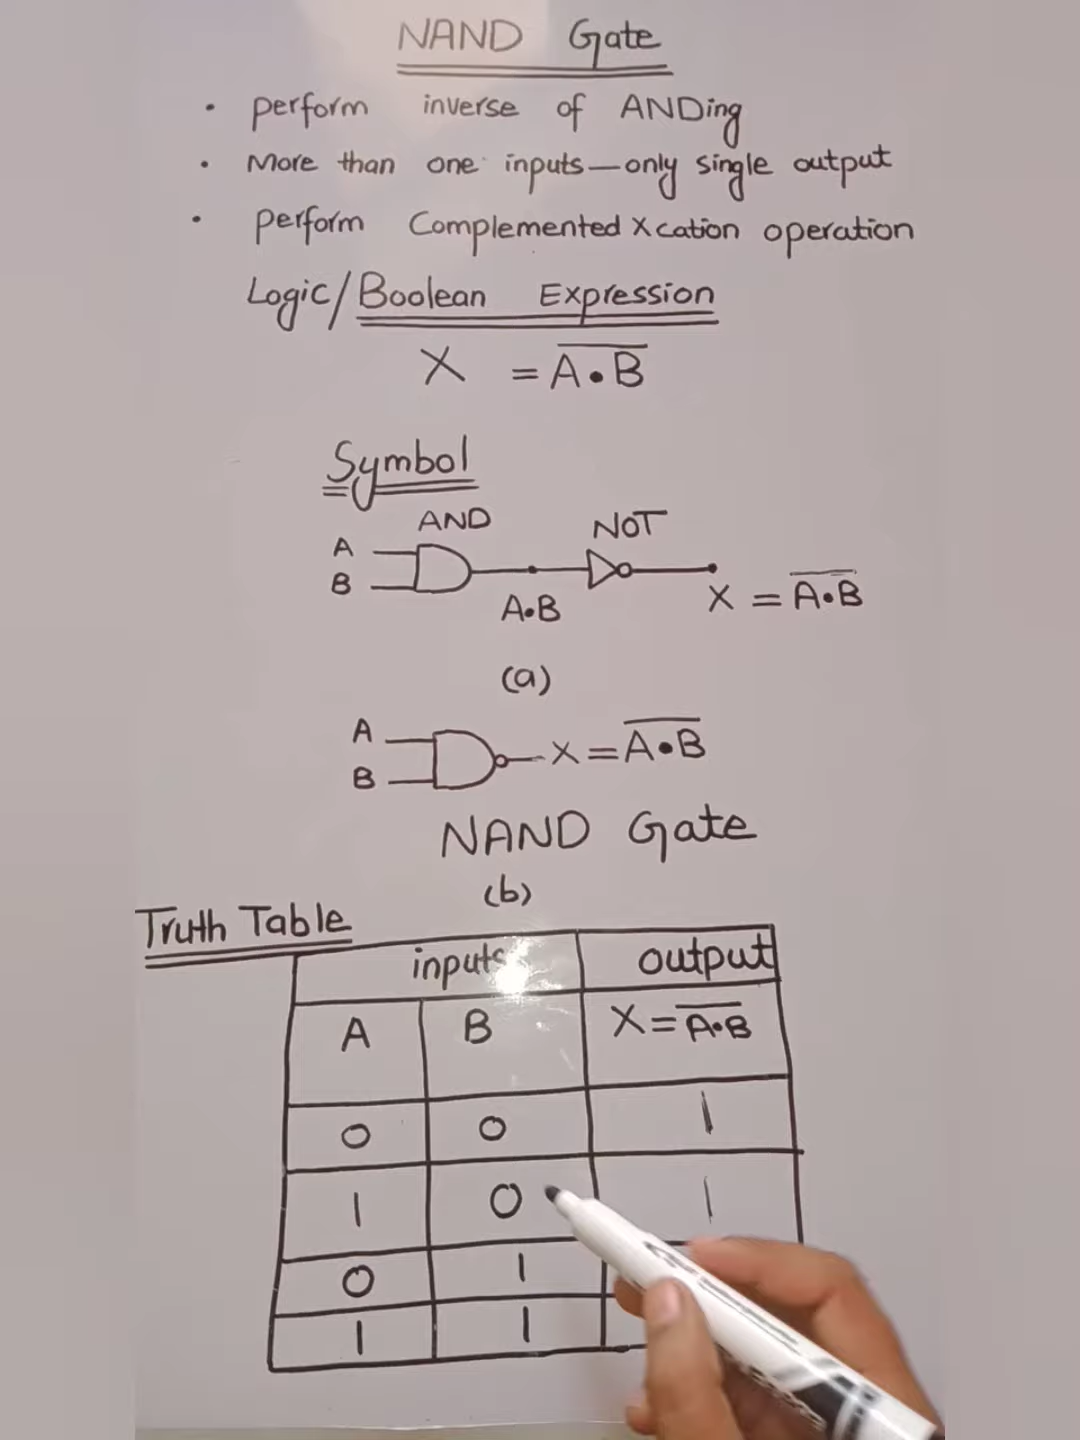 NAND Gate
• perform inverse of ANDing
• More than one inputs—only single output
• perform Complemented Xcation operation
Logic/Boolean Expression
X = A̅•̅B̅
Symbol
AND NOT
A
B
A•B
X = A̅•̅B̅
(a)
A
B
X = A̅•̅B̅
NAND Gate
(b)
Truth Table
inputs output
A B X = A̅•̅B̅
0 0 1
1 0 1
0 1
1 1